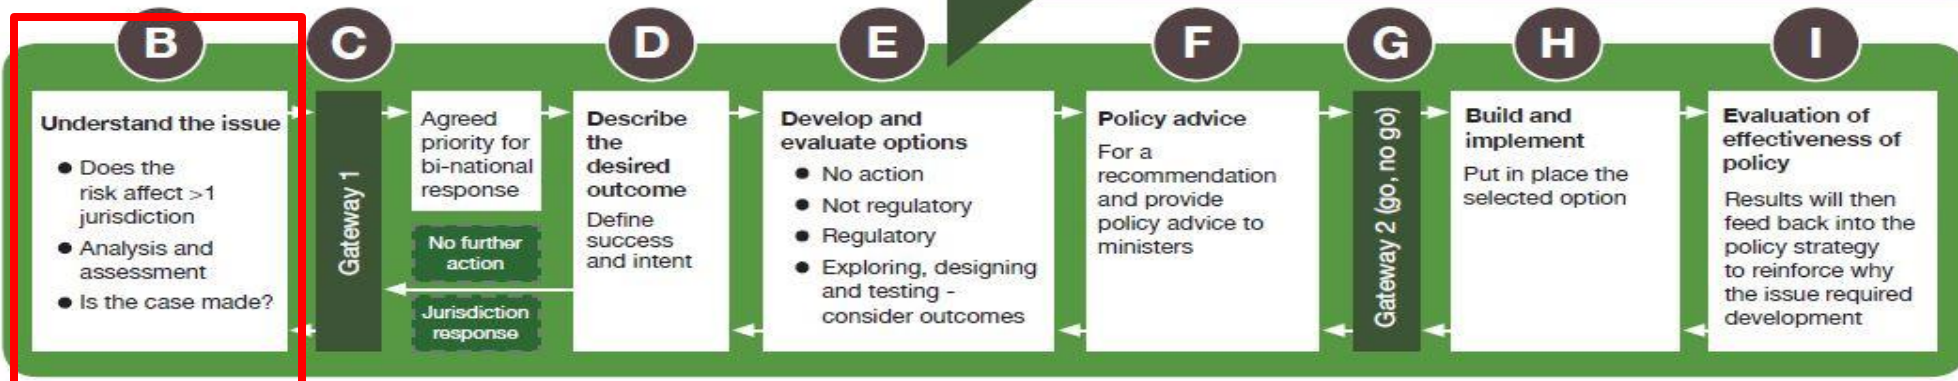 B
Understand the issue
● Does the
risk affect >1
jurisdiction
● Analysis and
assessment
● Is the case made?
C
Gateway 1
Agreed
priority for
bi-national
response
No further
action
Jurisdiction
response
D
Describe
the
desired
outcome
Define
success
and intent
E
Develop and
evaluate options
● No action
● Not regulatory
● Regulatory
● Exploring, designing
and testing -
consider outcomes
F
Policy advice
For a
recommendation
and provide
policy advice to
ministers
G
Gateway 2 (go, no go)
H
Build and
implement
Put in place the
selected option
I
Evaluation of
effectiveness of
policy
Results will then
feed back into the
policy strategy
to reinforce why
the issue required
development